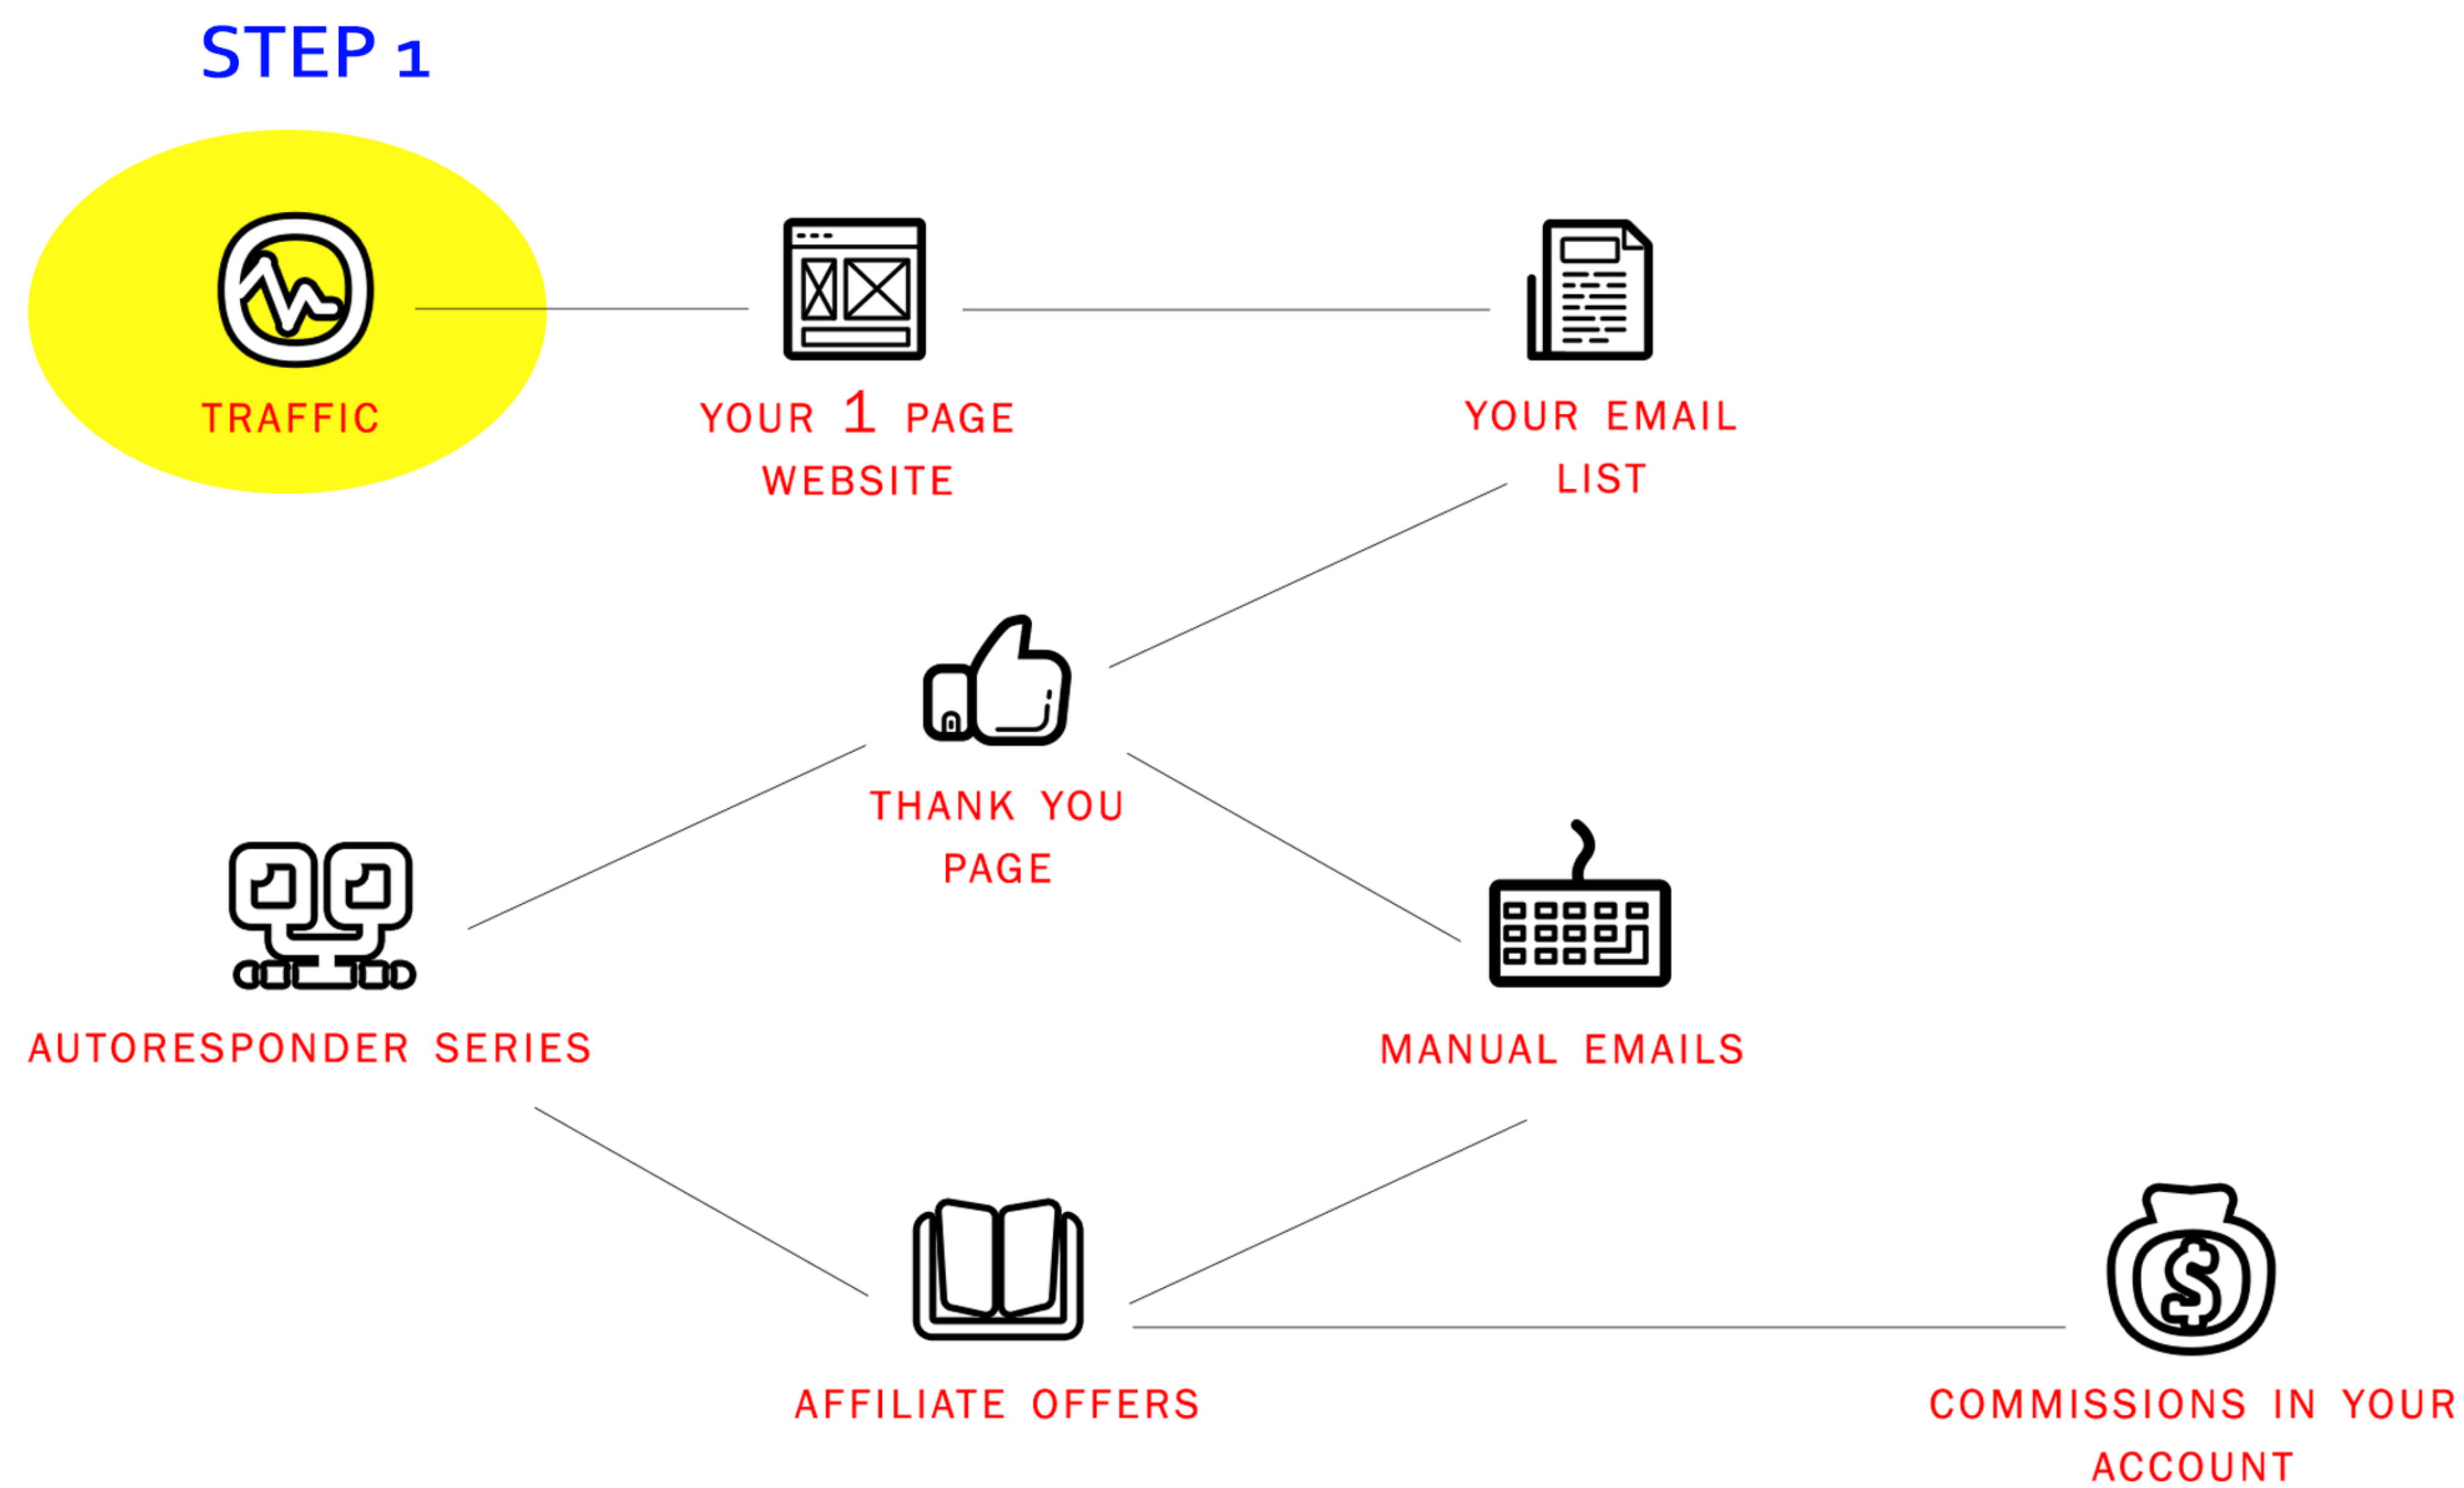 STEP 1
TRAFFIC
YOUR 1 PAGE
WEBSITE
YOUR EMAIL
LIST
THANK YOU
PAGE
AUTORESPONDER SERIES
MANUAL EMAILS
AFFILIATE OFFERS
COMMISSIONS IN YOUR
ACCOUNT